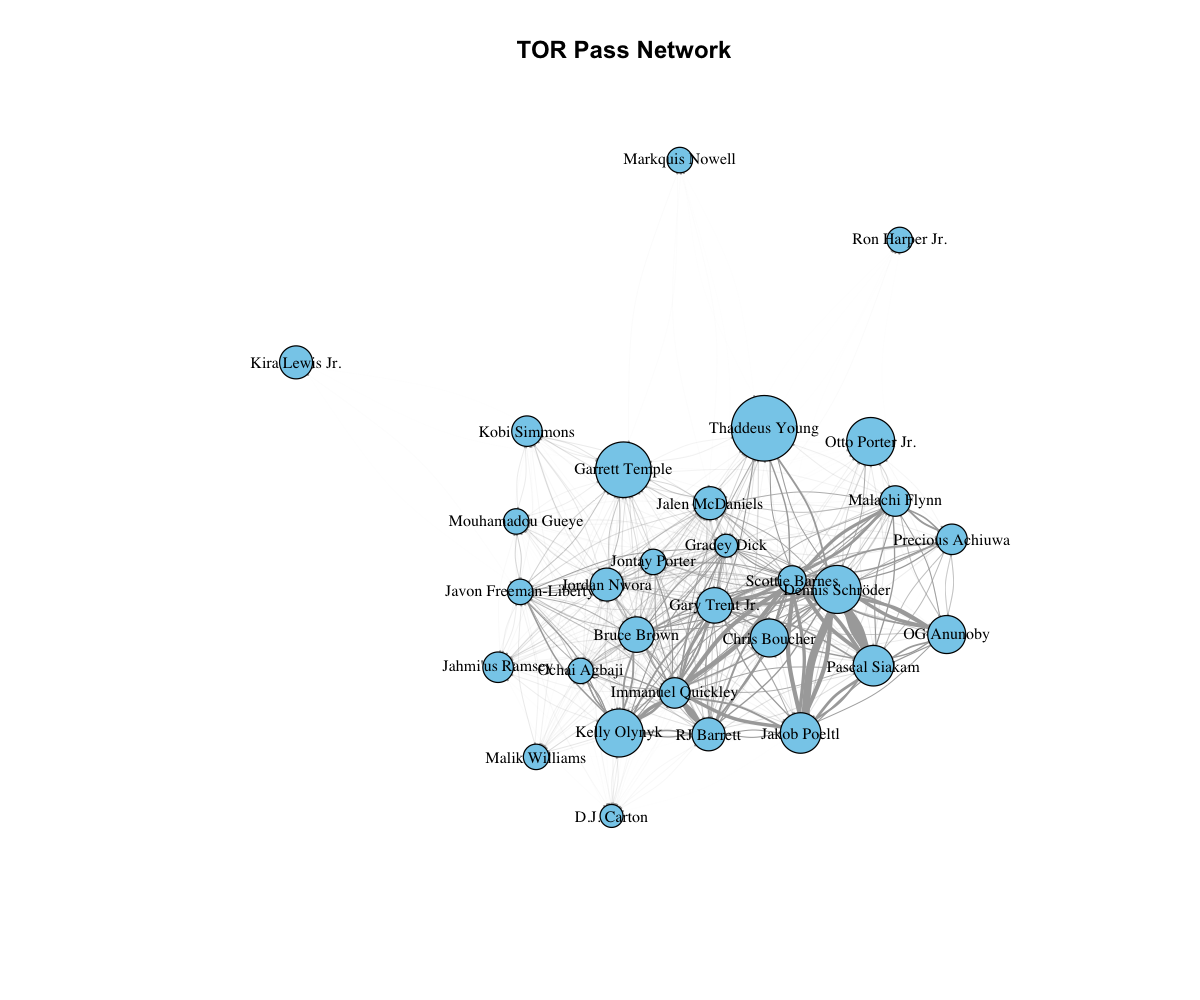 TOR Pass Network
Markquis Nowell
Ron Harper Jr.
Kira Lewis Jr.
Thaddeus Young
Kobi Simmons
Otto Porter Jr.
Garrett Temple
Malachi Flynn
Jalen McDaniels
Mouhamadou Gueye
Precious Achiuwa
Gradey Dick
Jontay Porter
Scottie Barnes
Jordan Nwora
Dennis Schröder
Javon Freeman-Liberty
Gary Trent Jr.
OG Anunoby
Bruce Brown
Chris Boucher
Jahmi'us Ramsey
Pascal Siakam
Ochai Agbaji
Immanuel Quickley
Kelly Olynyk
Jakob Poeltl
RJ Barrett
Malik Williams
D.J. Carton